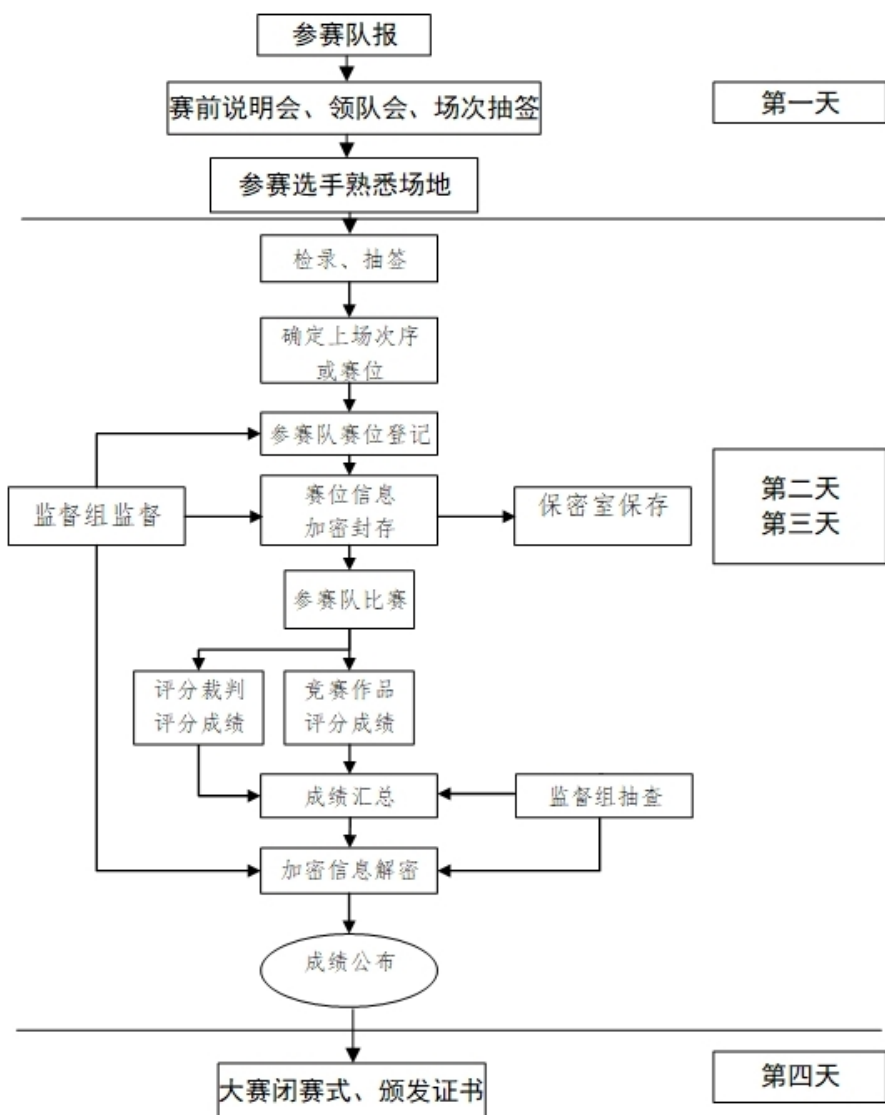 参赛队报
赛前说明会、领队会、场次抽签
第一天
参赛选手熟悉场地
检录、抽签
确定上场次序
或赛位
参赛队赛位登记
监督组监督
赛位信息
加密封存
保密室保存
第二天
第三天
参赛队比赛
评分裁判
评分成绩
竞赛作品
评分成绩
成绩汇总
监督组抽查
加密信息解密
成绩公布
大赛闭赛式、颁发证书
第四天